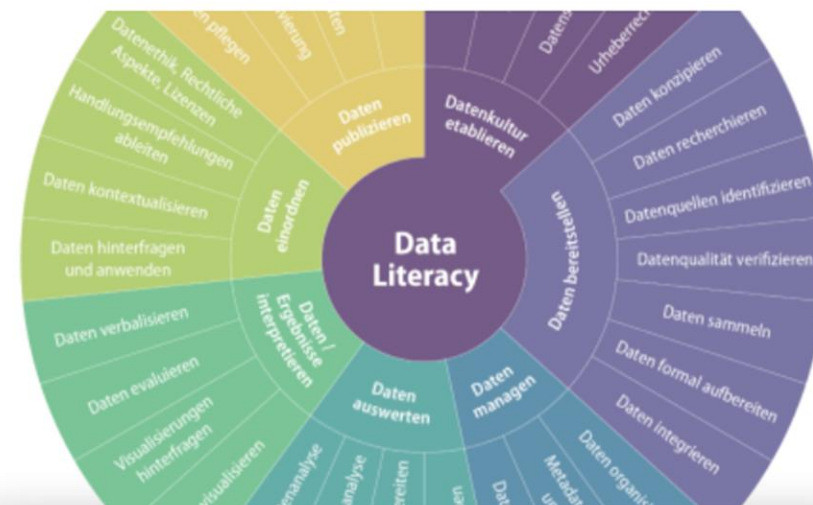 Data
Literacy
Datenkultur
etablieren
Daten bereitstellen
Daten konzipieren
Daten recherchieren
Datenquellen identifizieren
Datenqualität verifizieren
Daten sammeln
Daten formal aufbereiten
Daten integrieren
Daten
managen
Daten
auswerten
Daten /
Ergebnisse
interpretieren
Visualisierungen
hinterfragen
Daten evaluieren
Daten verbalisieren
Daten
einordnen
Daten hinterfragen
und anwenden
Daten kontextualisieren
Handlungsempfehlungen
ableiten
Datenethik, Rechtliche
Aspekte, Lizenzen
Daten
publizieren
pflegen